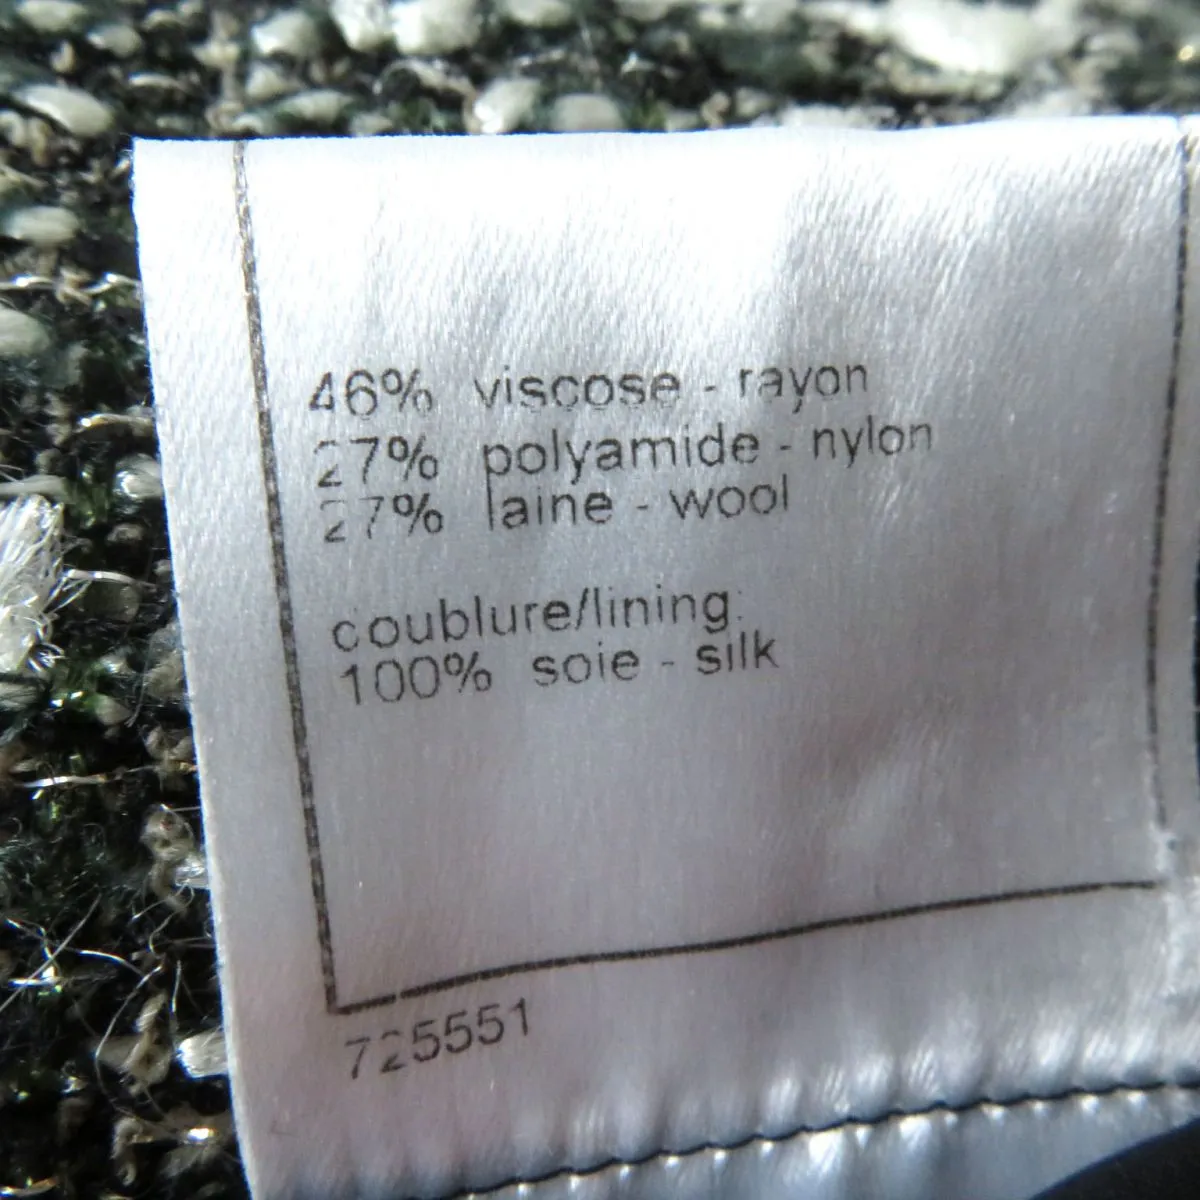 46% viscose - rayon
27% polyamide - nylon
27% laine - wool
coublure/lining:
100% soie - silk
725551